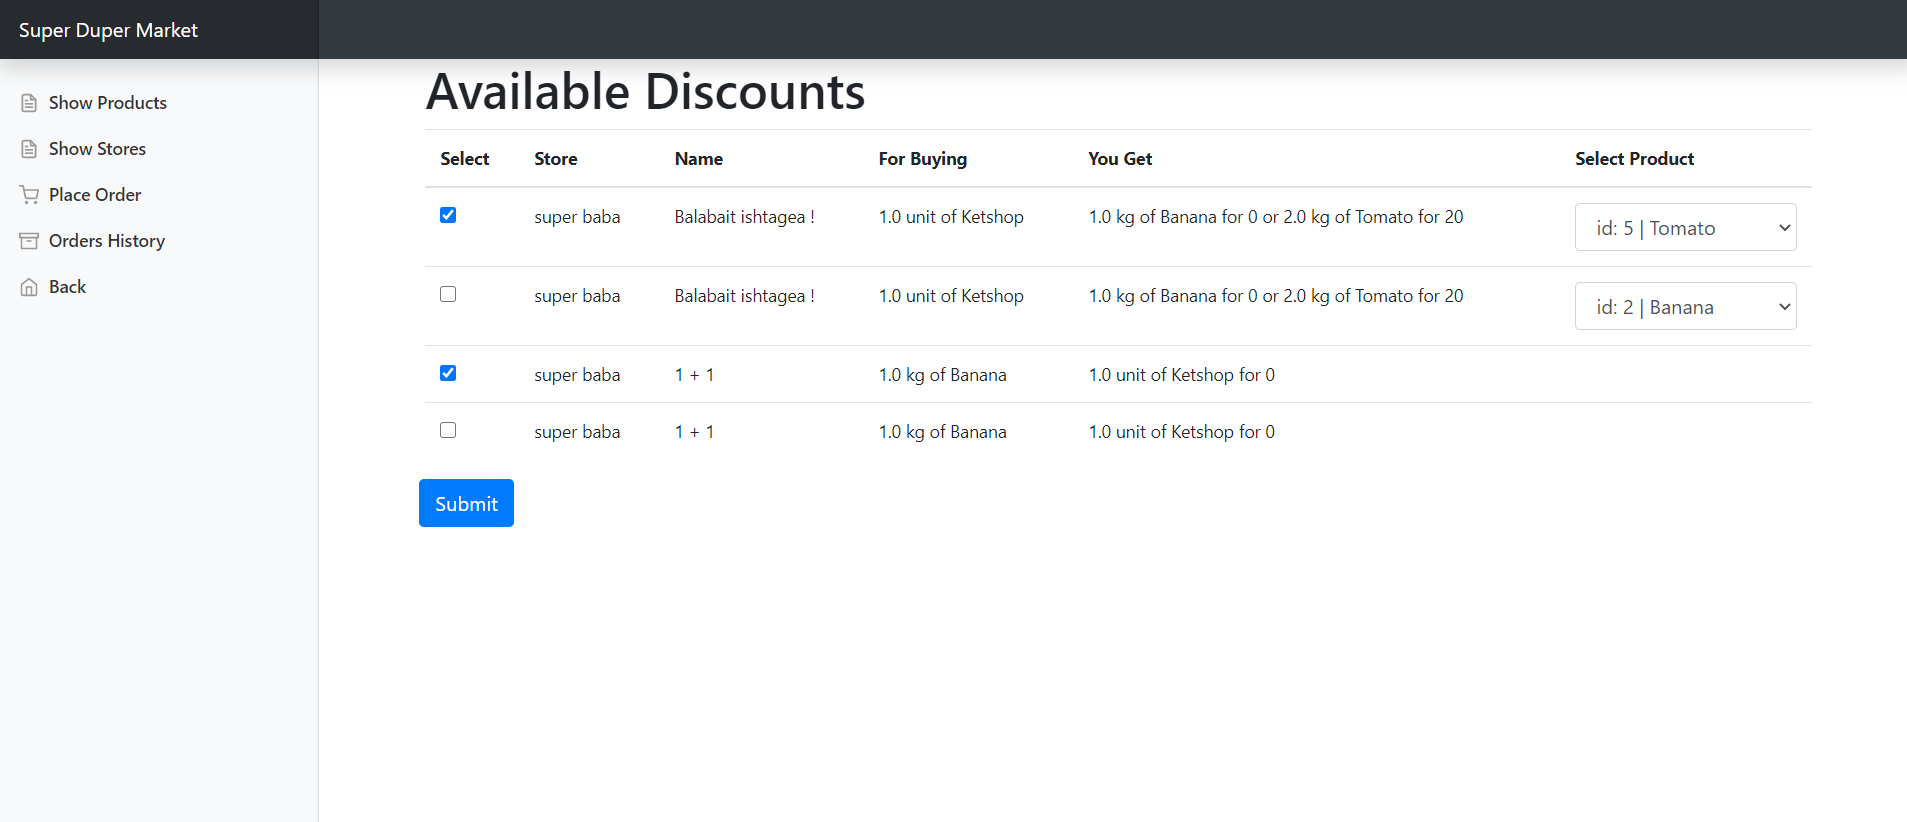 Super Duper Market
Show Products
Show Stores
Place Order
Orders History
Back
Available Discounts
Select Store Name For Buying You Get Select Product
super baba Balabait ishtagea ! 1.0 unit of Ketshop 1.0 kg of Banana for 0 or 2.0 kg of Tomato for 20 id: 5 | Tomato
super baba Balabait ishtagea ! 1.0 unit of Ketshop 1.0 kg of Banana for 0 or 2.0 kg of Tomato for 20 id: 2 | Banana
super baba 1 + 1 1.0 kg of Banana 1.0 unit of Ketshop for 0
super baba 1 + 1 1.0 kg of Banana 1.0 unit of Ketshop for 0
Submit